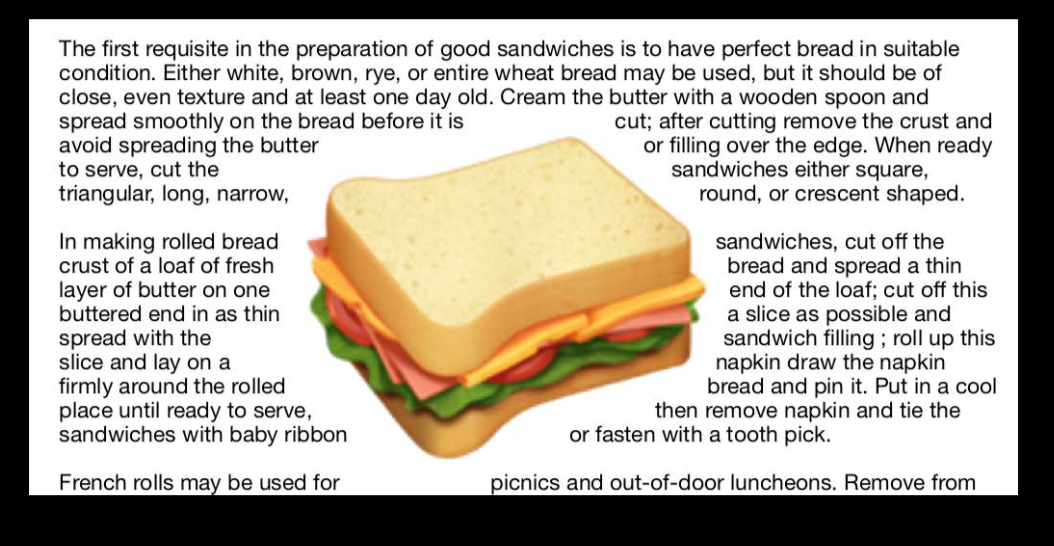 The first requisite in the preparation of good sandwiches is to have perfect bread in suitable
condition. Either white, brown, rye, or entire wheat bread may be used, but it should be of
close, even texture and at least one day old. Cream the butter with a wooden spoon and
spread smoothly on the bread before it is cut; after cutting remove the crust and
avoid spreading the butter or filling over the edge. When ready
to serve, cut the sandwiches either square,
triangular, long, narrow, round, or crescent shaped.
In making rolled bread sandwiches, cut off the
crust of a loaf of fresh bread and spread a thin
layer of butter on one end of the loaf; cut off this
buttered end in as thin a slice as possible and
spread with the sandwich filling ; roll up this
slice and lay on a napkin draw the napkin
firmly around the rolled bread and pin it. Put in a cool
place until ready to serve, then remove napkin and tie the
sandwiches with baby ribbon or fasten with a tooth pick.
French rolls may be used for picnics and out-of-door luncheons. Remove from